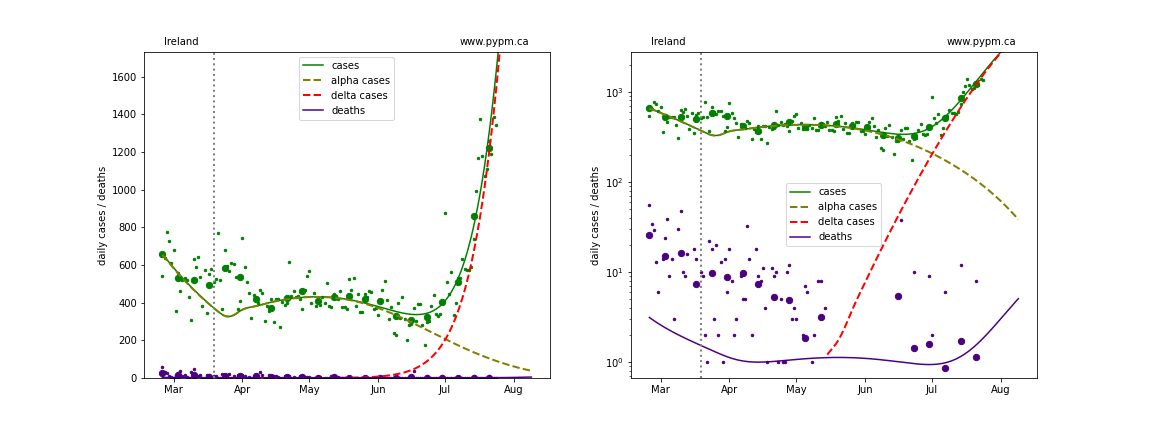 Ireland www.pypm.ca
cases
alpha cases
delta cases
deaths
daily cases / deaths
1600
1400
1200
1000
800
600
400
200
0
Mar Apr May Jun Jul Aug
Ireland www.pypm.ca
cases
alpha cases
delta cases
deaths
daily cases / deaths
10³
10²
10¹
10⁰
Mar Apr May Jun Jul Aug